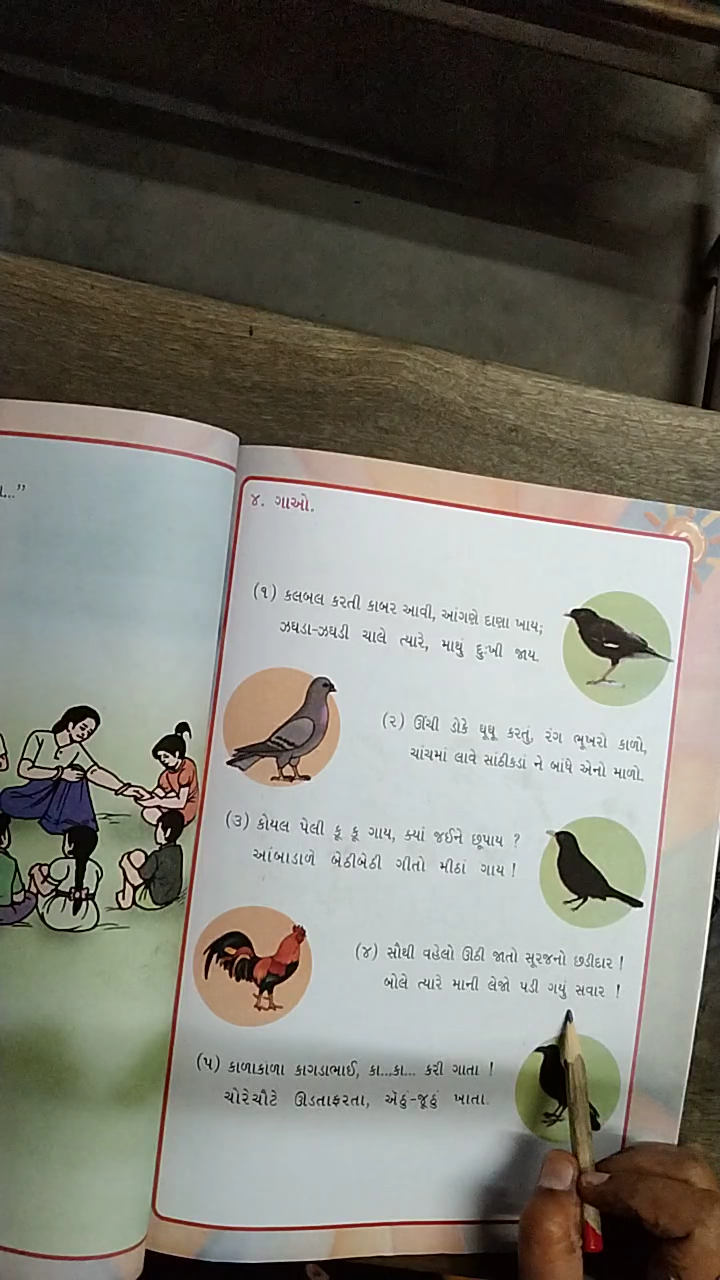 ...”
૪. ગાઓ.
(૧) કલબલ કરતી કાબર આવી, આંગણે દાણા ખાય;
ઝઘડા-ઝઘડી ચાલે ત્યારે, માથું દુઃખી જાય.
(૨) ઊંચી ડોકે ઘૂઘૂ કરતું, રંગ ભૂખરો કાળો,
ચાંચમાં લાવે સાંઠીકડાં ને બાંધે એનો માળો.
(૩) કોયલ પેલી કૂ કૂ ગાય, ક્યાં જઈને છૂપાય ?
આંબાડાળે બેઠીબેઠી ગીતો મીઠાં ગાય !
(૪) સૌથી વહેલો ઊઠી જાતો સૂરજનો છડીદાર !
બોલે ત્યારે માની લેજો પડી ગયું સવાર !
(૫) કાળાકાળા કાગડાભાઈ, કા...કા... કરી ગાતા !
ચોરેચૌટે ઊડતાફરતા, એઠું-જૂઠું ખાતા.